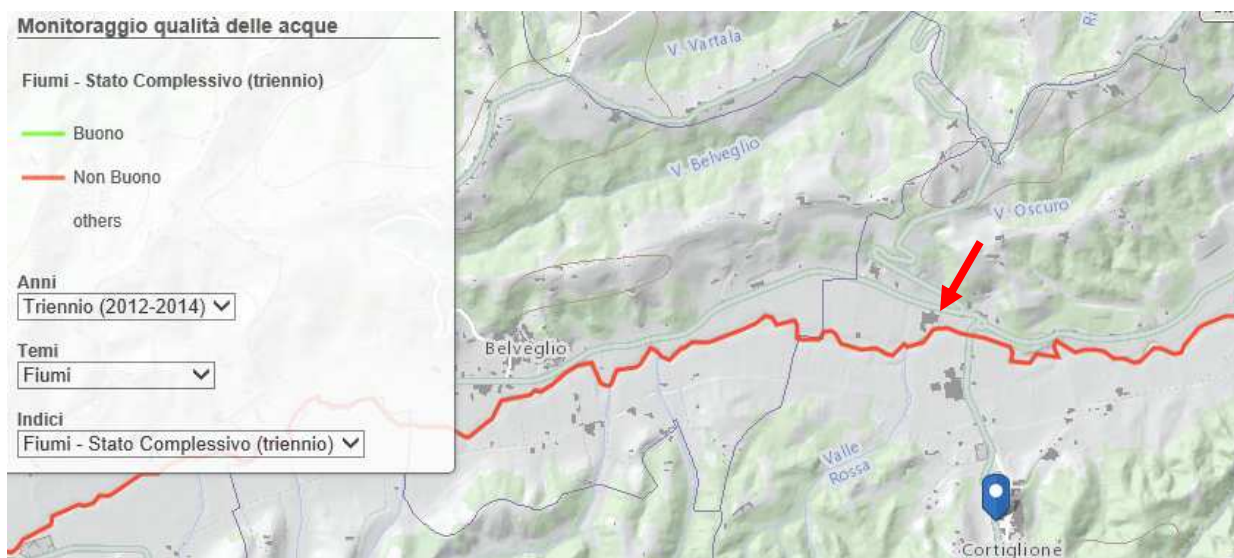 Monitoraggio qualità delle acque
Fiumi - Stato Complessivo (triennio)
Buono
Non Buono
others
Anni
Triennio (2012-2014)
Temi
Fiumi
Indici
Fiumi - Stato Complessivo (triennio)
V. Vartala
V. Belveglio
V. Oscuro
Belveglio
Valle
Rossa
Cortiglione